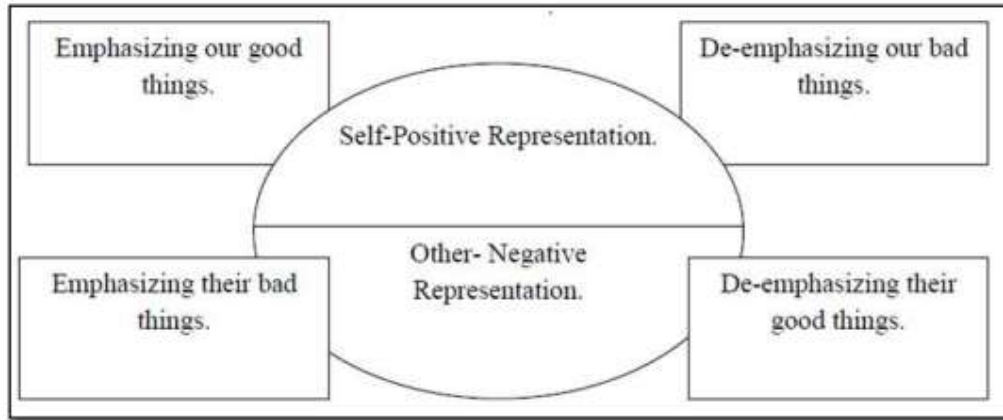 Emphasizing our good
things.
De-emphasizing our bad
things.
Self-Positive Representation.
Other- Negative
Representation.
Emphasizing their bad
things.
De-emphasizing their
good things.